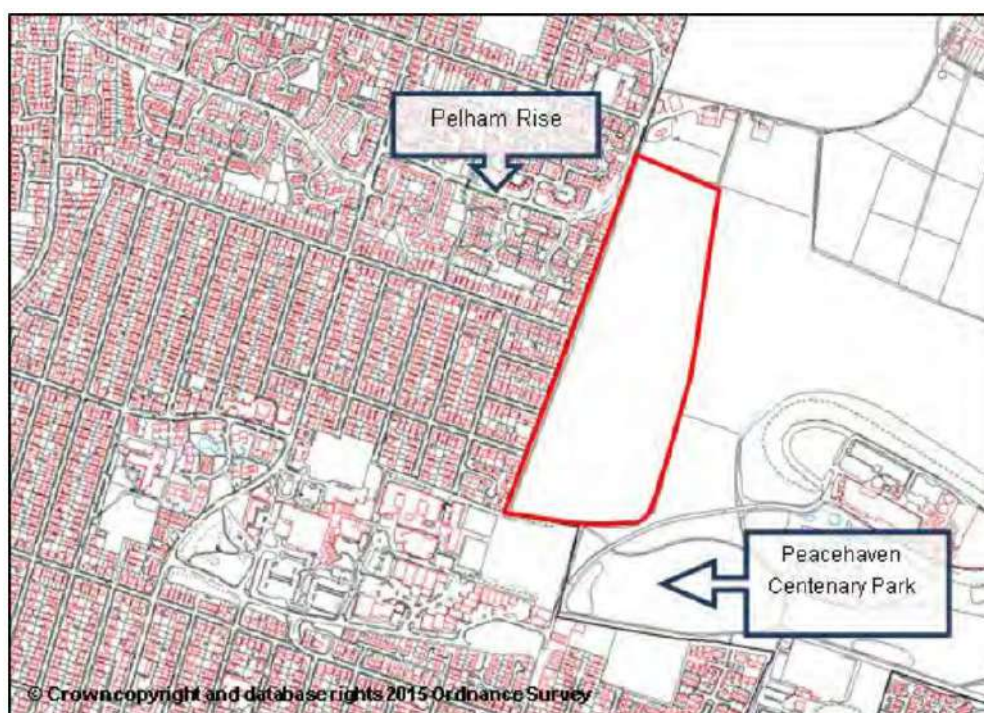 Pelham Rise
Peacehaven
Centenary Park
© Crown copyright and database rights 2015 Ordnance Survey